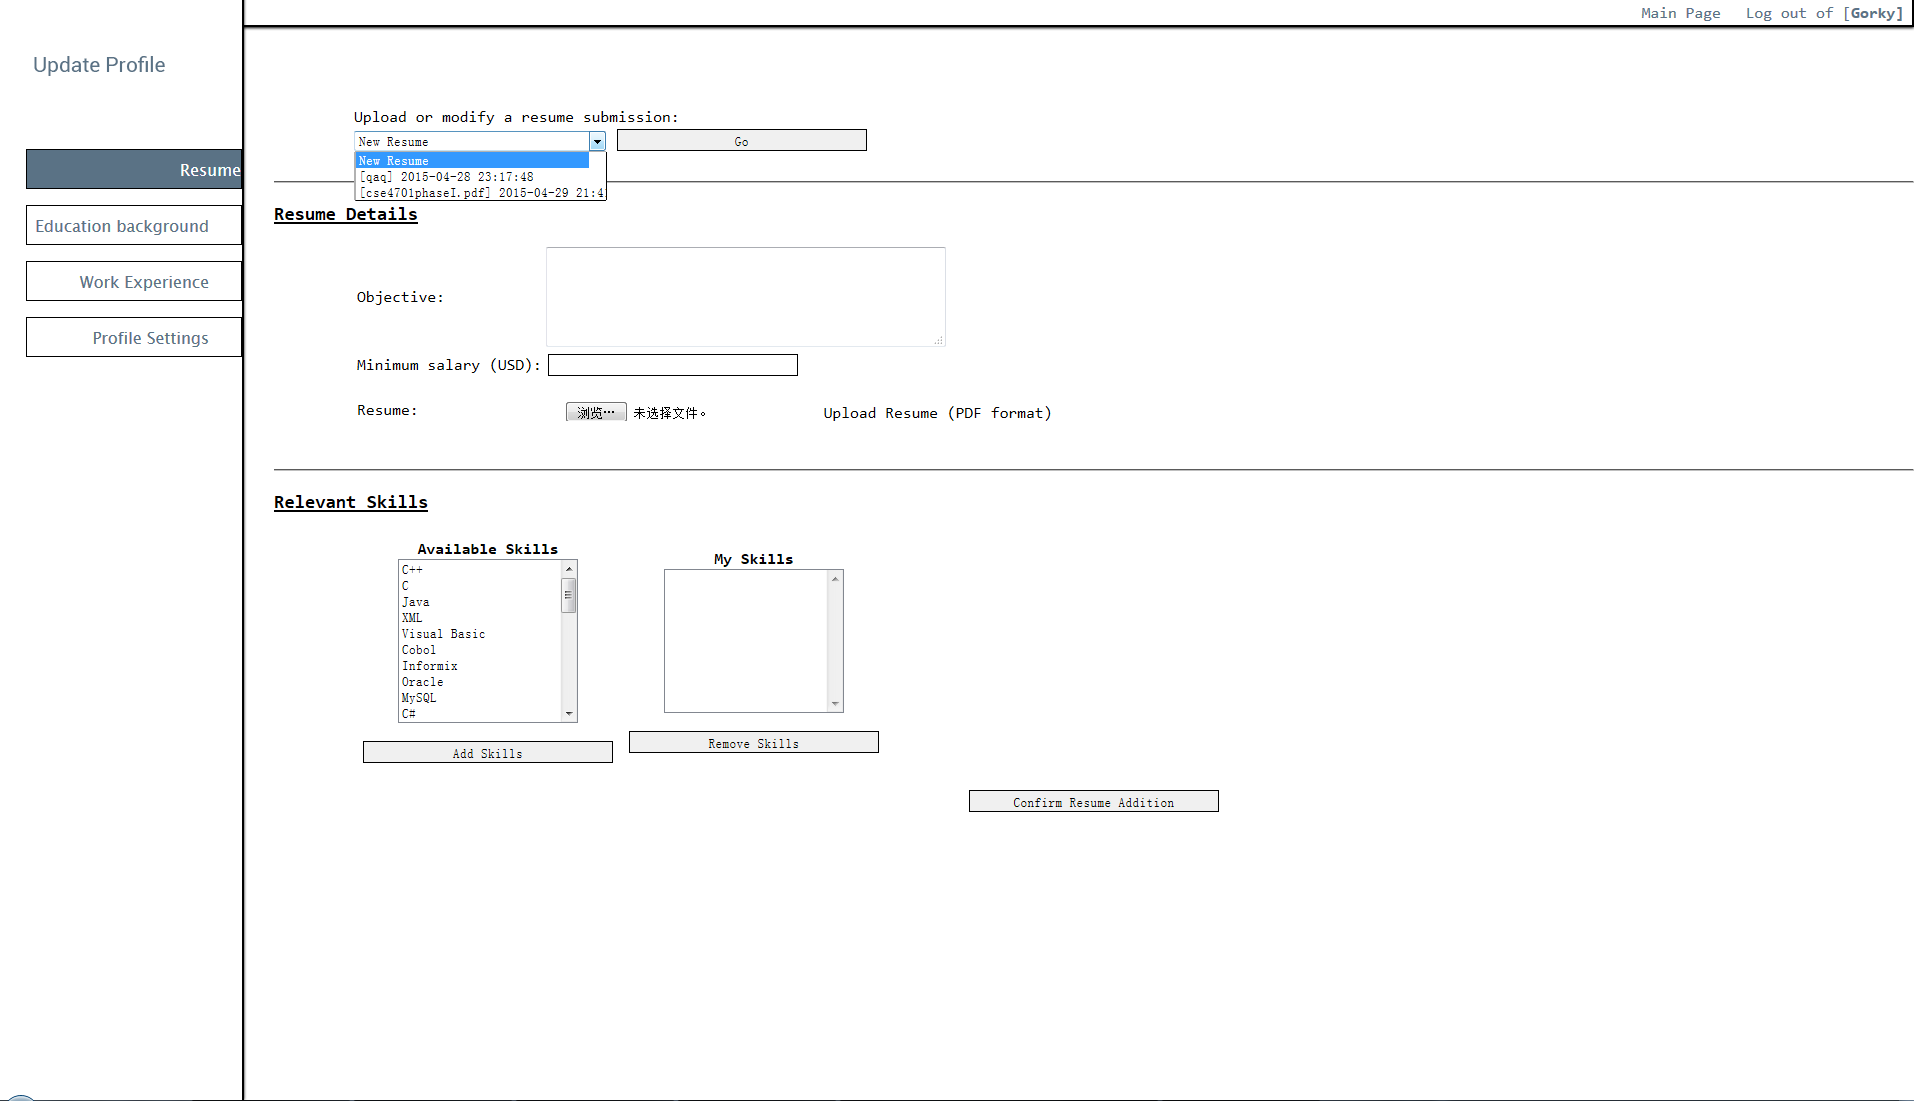 Main Page Log out of [Gorky]
Update Profile
Resume
Education background
Work Experience
Profile Settings
Upload or modify a resume submission:
New Resume
Go
New Resume
[qaq] 2015-04-28 23:17:48
[cse4701phaseI.pdf] 2015-04-29 21:4
Resume Details
Objective:
Minimum salary (USD):
Resume:
浏览… 未选择文件。
Upload Resume (PDF format)
Relevant Skills
Available Skills
C++
C
Java
XML
Visual Basic
Cobol
Informix
Oracle
MySQL
C#
Add Skills
My Skills
Remove Skills
Confirm Resume Addition